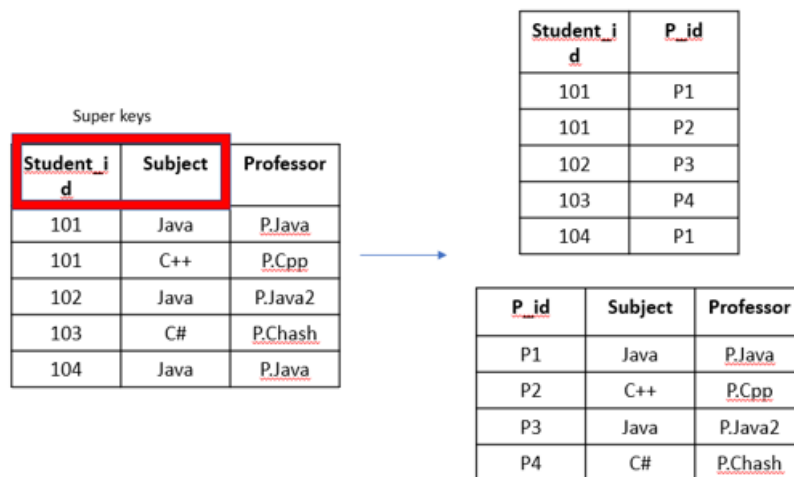 Super keys
Student_i
d
Subject
Professor
101
Java
P.Java
101
C++
P.Cpp
102
Java
P.Java2
103
C#
P.Chash
104
Java
P.Java
Student_i
d
P_id
101
P1
101
P2
102
P3
103
P4
104
P1
P_id
Subject
Professor
P1
Java
P.Java
P2
C++
P.Cpp
P3
Java
P.Java2
P4
C#
P.Chash